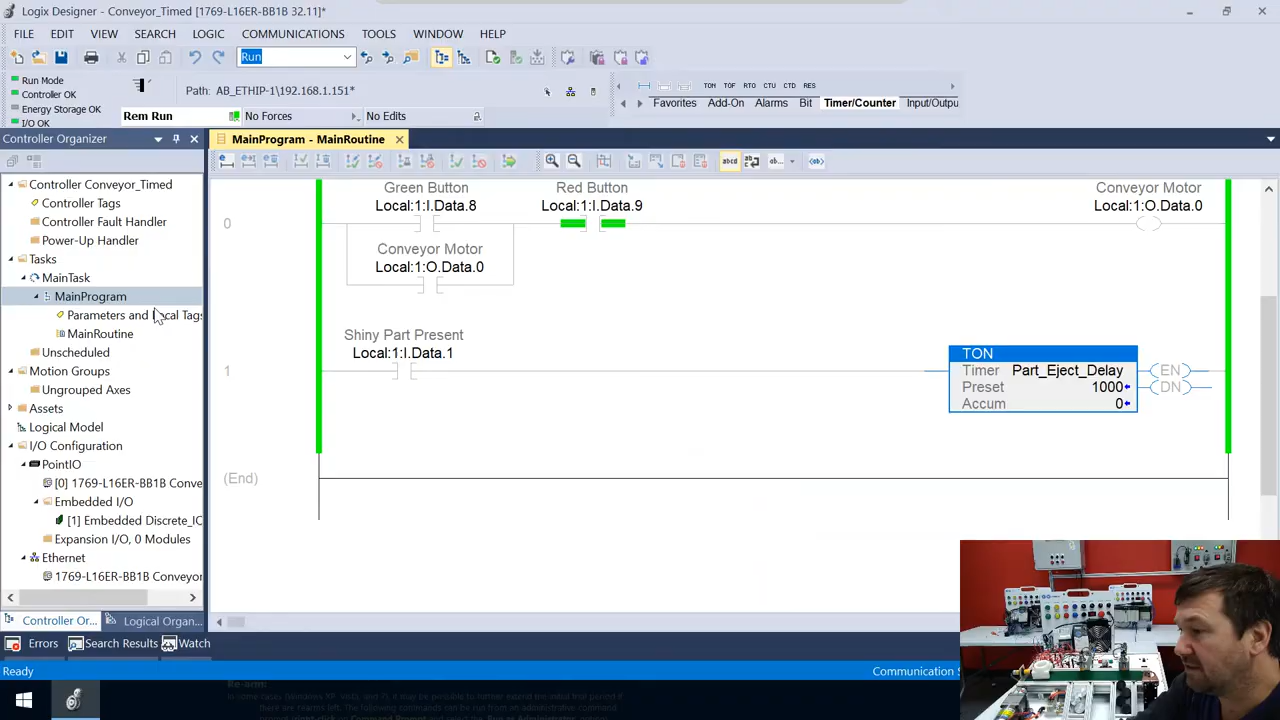 Logix Designer - Conveyor_Timed [1769-L16ER-BB1B 32.11]*
FILE EDIT VIEW SEARCH LOGIC COMMUNICATIONS TOOLS WINDOW HELP
Run
Run Mode
Controller OK
Energy Storage OK
I/O OK
Path: AB_ETHIP-1\192.168.1.151*
Rem Run No Forces No Edits
TON TOF RTO CTU CTD RES
Favorites Add-On Alarms Bit Timer/Counter Input/Outpu
Controller Organizer
Controller Conveyor_Timed
Controller Tags
Controller Fault Handler
Power-Up Handler
Tasks
MainTask
MainProgram
Parameters and Local Tags
MainRoutine
Unscheduled
Motion Groups
Ungrouped Axes
Assets
Logical Model
I/O Configuration
PointIO
[0] 1769-L16ER-BB1B Conve
Embedded I/O
[1] Embedded Discrete_IC
Expansion I/O, 0 Modules
Ethernet
1769-L16ER-BB1B Conveyor
Controller Or... Logical Organ...
MainProgram - MainRoutine
abcd ab...
Green Button
Local:1:I.Data.8
Red Button
Local:1:I.Data.9
Conveyor Motor
Local:1:O.Data.0
0
Conveyor Motor
Local:1:O.Data.0
Shiny Part Present
Local:1:I.Data.1
1
TON
Timer Part_Eject_Delay
Preset 1000
Accum 0
EN
DN
(End)
Errors Search Results Watch
Ready
Communication S
Re-arm: